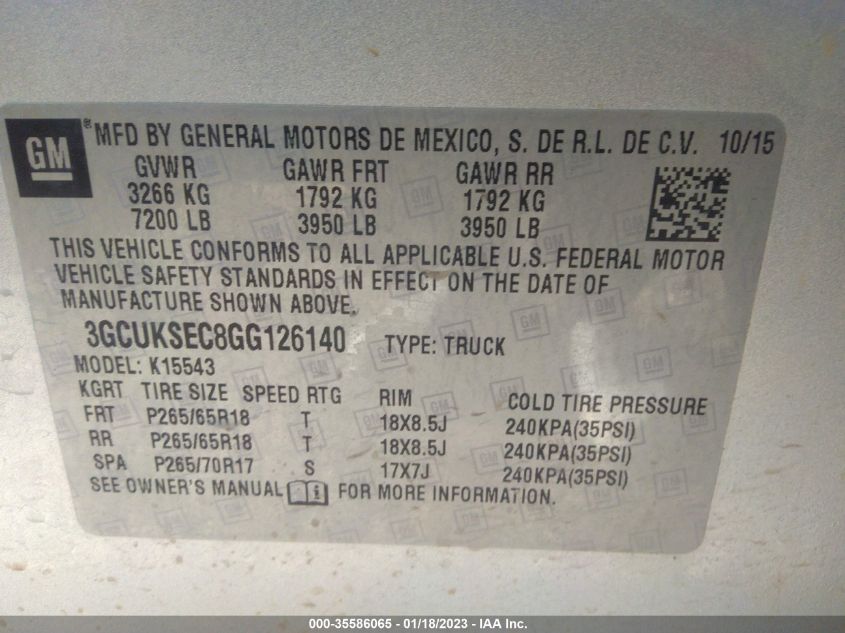 GM® MFD BY GENERAL MOTORS DE MEXICO, S. DE R.L. DE C.V. 10/15
GVWR GAWR FRT GAWR RR
3266 KG 1792 KG 1792 KG
7200 LB 3950 LB 3950 LB
THIS VEHICLE CONFORMS TO ALL APPLICABLE U.S. FEDERAL MOTOR
VEHICLE SAFETY STANDARDS IN EFFECT ON THE DATE OF
MANUFACTURE SHOWN ABOVE.
3GCUKSEC8GG126140 TYPE: TRUCK
MODEL: K15543
KGRT TIRE SIZE SPEED RTG RIM COLD TIRE PRESSURE
FRT P265/65R18 T 18X8.5J 240KPA(35PSI)
RR P265/65R18 T 18X8.5J 240KPA(35PSI)
SPA P265/70R17 S 17X7J 240KPA(35PSI)
SEE OWNER'S MANUAL FOR MORE INFORMATION.
000-35586065 - 01/18/2023 - IAA Inc.